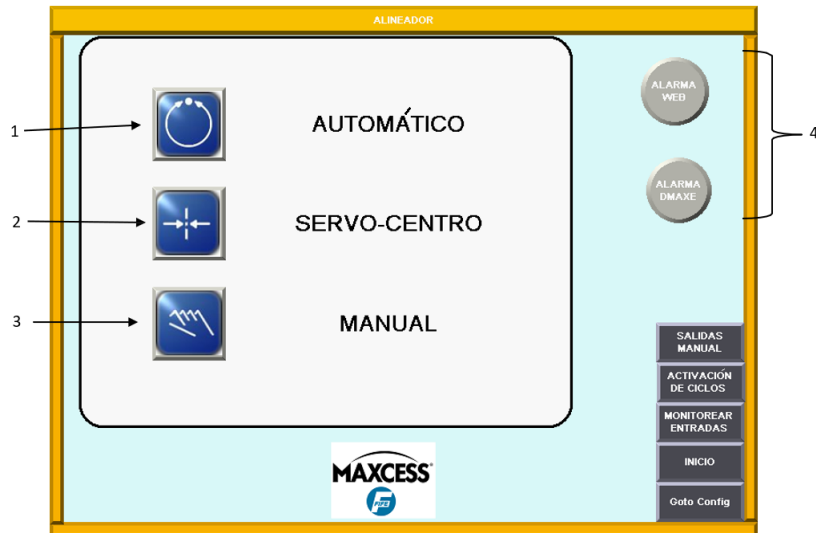 ALINEADOR
1
AUTOMÁTICO
2
SERVO-CENTRO
3
MANUAL
ALARMA
WEB
ALARMA
DMAXE
4
SALIDAS
MANUAL
ACTIVACIÓN
DE CICLOS
MONITOREAR
ENTRADAS
INICIO
Goto Config
MAXCESS
FIFE